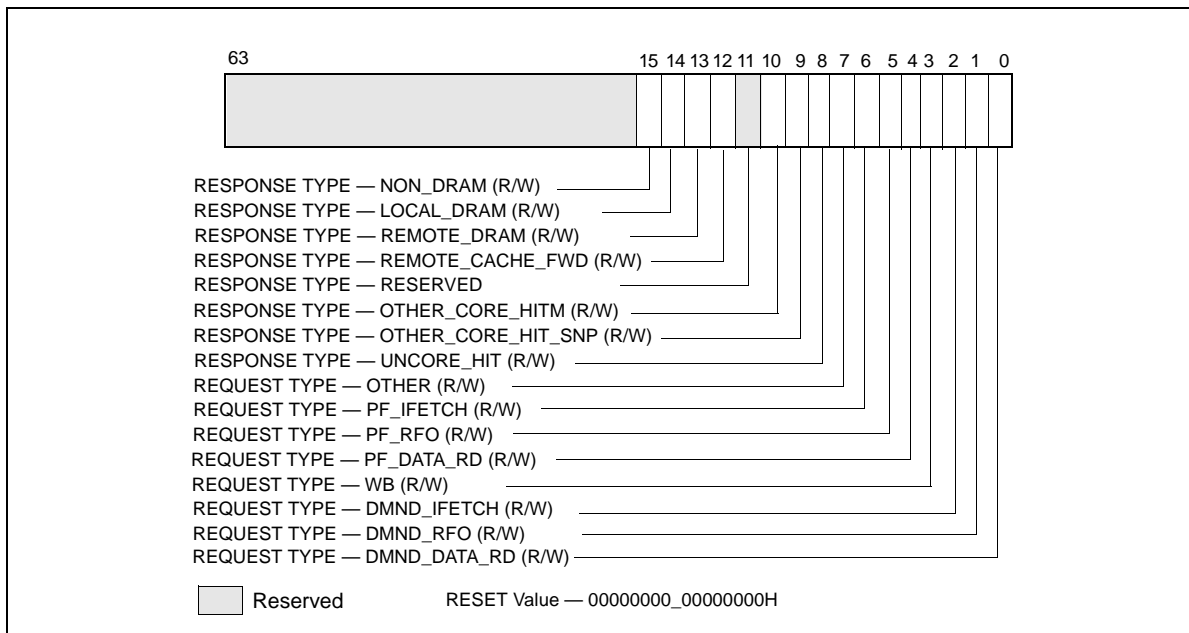 63 15 14 13 12 11 10 9 8 7 6 5 4 3 2 1 0
RESPONSE TYPE — NON_DRAM (R/W)
RESPONSE TYPE — LOCAL_DRAM (R/W)
RESPONSE TYPE — REMOTE_DRAM (R/W)
RESPONSE TYPE — REMOTE_CACHE_FWD (R/W)
RESPONSE TYPE — RESERVED
RESPONSE TYPE — OTHER_CORE_HITM (R/W)
RESPONSE TYPE — OTHER_CORE_HIT_SNP (R/W)
RESPONSE TYPE — UNCORE_HIT (R/W)
REQUEST TYPE — OTHER (R/W)
REQUEST TYPE — PF_IFETCH (R/W)
REQUEST TYPE — PF_RFO (R/W)
REQUEST TYPE — PF_DATA_RD (R/W)
REQUEST TYPE — WB (R/W)
REQUEST TYPE — DMND_IFETCH (R/W)
REQUEST TYPE — DMND_RFO (R/W)
REQUEST TYPE — DMND_DATA_RD (R/W)
Reserved RESET Value — 00000000_00000000H